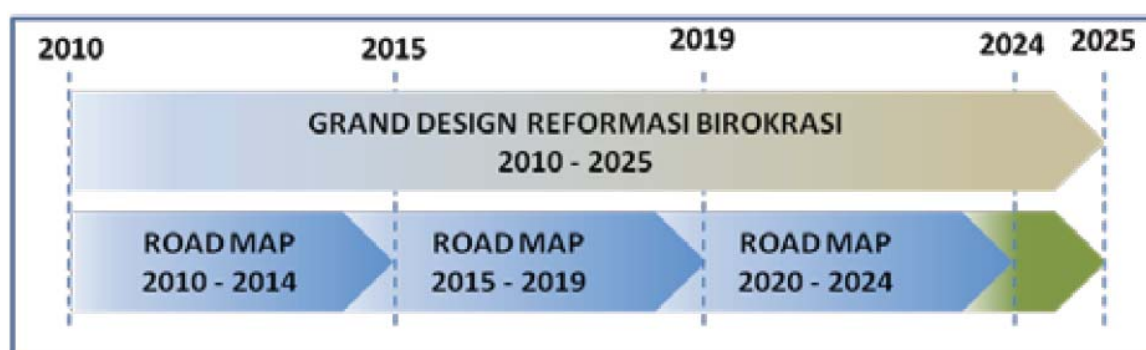 2010 2015 2019 2024 2025
GRAND DESIGN REFORMASI BIROKRASI
2010 - 2025
ROAD MAP
2010 - 2014
ROAD MAP
2015 - 2019
ROAD MAP
2020 - 2024